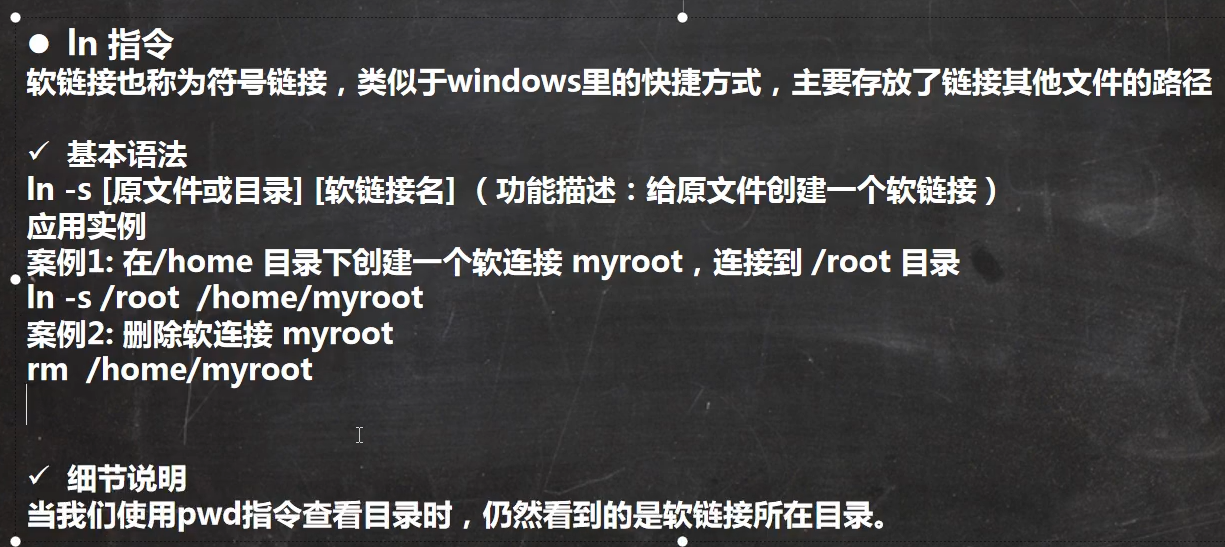 ● ln 指令
软链接也称为符号链接，类似于windows里的快捷方式，主要存放了链接其他文件的路径
✓ 基本语法
ln -s [原文件或目录] [软链接名] （功能描述：给原文件创建一个软链接）
应用实例
案例1: 在/home 目录下创建一个软连接 myroot，连接到 /root 目录
ln -s /root  /home/myroot
案例2: 删除软连接 myroot
rm  /home/myroot
✓ 细节说明
当我们使用pwd指令查看目录时，仍然看到的是软链接所在目录。